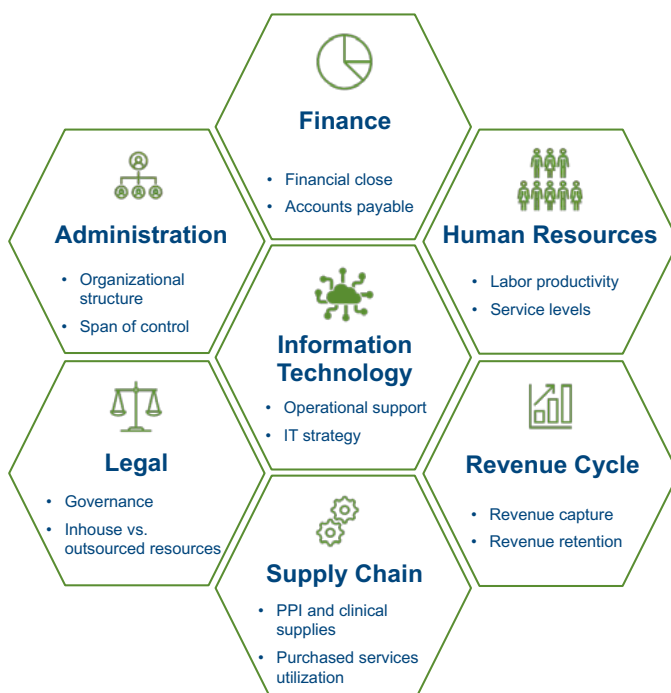 Finance
• Financial close
• Accounts payable
Administration
• Organizational
structure
• Span of control
Human Resources
• Labor productivity
• Service levels
Information
Technology
• Operational support
• IT strategy
Legal
• Governance
• Inhouse vs.
outsourced resources
Revenue Cycle
• Revenue capture
• Revenue retention
Supply Chain
• PPI and clinical
supplies
• Purchased services
utilization